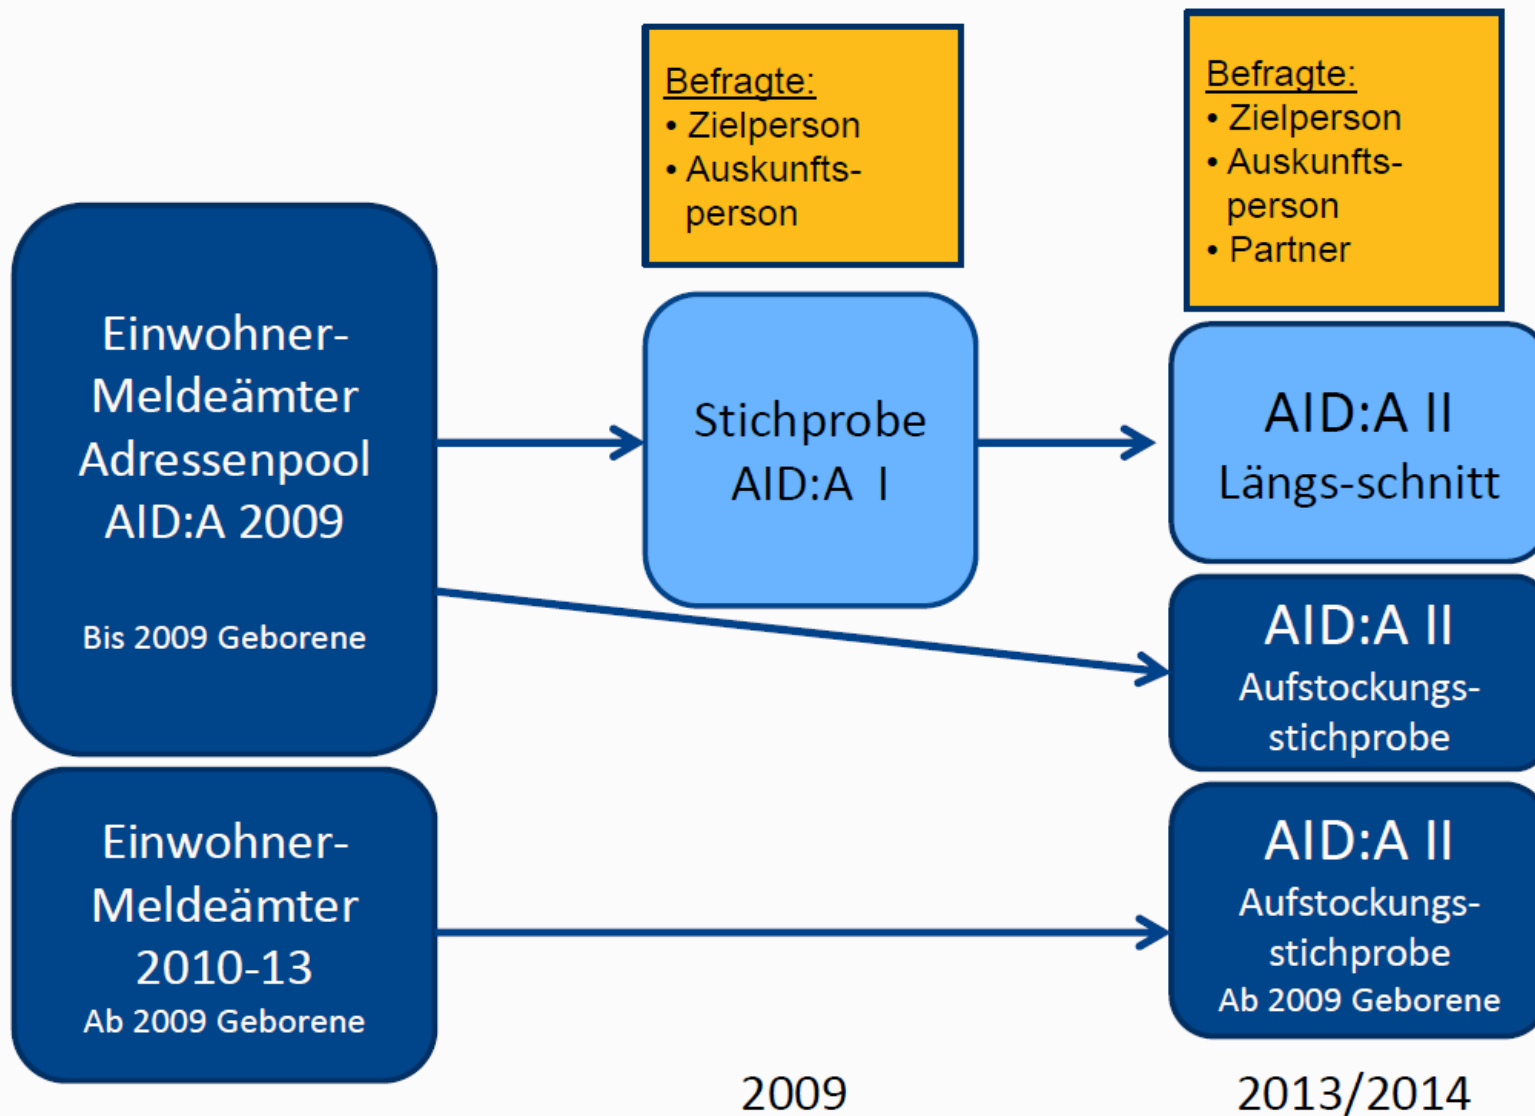 Befragte:
• Zielperson
• Auskunfts-
person
Befragte:
• Zielperson
• Auskunfts-
person
• Partner
Einwohner-
Meldeämter
Adressenpool
AID:A 2009
Bis 2009 Geborene
Stichprobe
AID:A I
AID:A II
Längs-schnitt
AID:A II
Aufstockungs-
stichprobe
Einwohner-
Meldeämter
2010-13
Ab 2009 Geborene
AID:A II
Aufstockungs-
stichprobe
Ab 2009 Geborene
2009
2013/2014